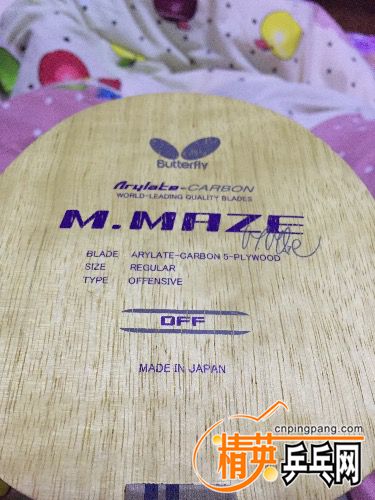 Butterfly
Arylate-CARBON
WORLD-LEADING QUALITY BLADES
M.MAZE
BLADE ARYLATE-CARBON 5-PLYWOOD
SIZE REGULAR
TYPE OFFENSIVE
OFF
MADE IN JAPAN
cnpingpang.com
精英乒乓网